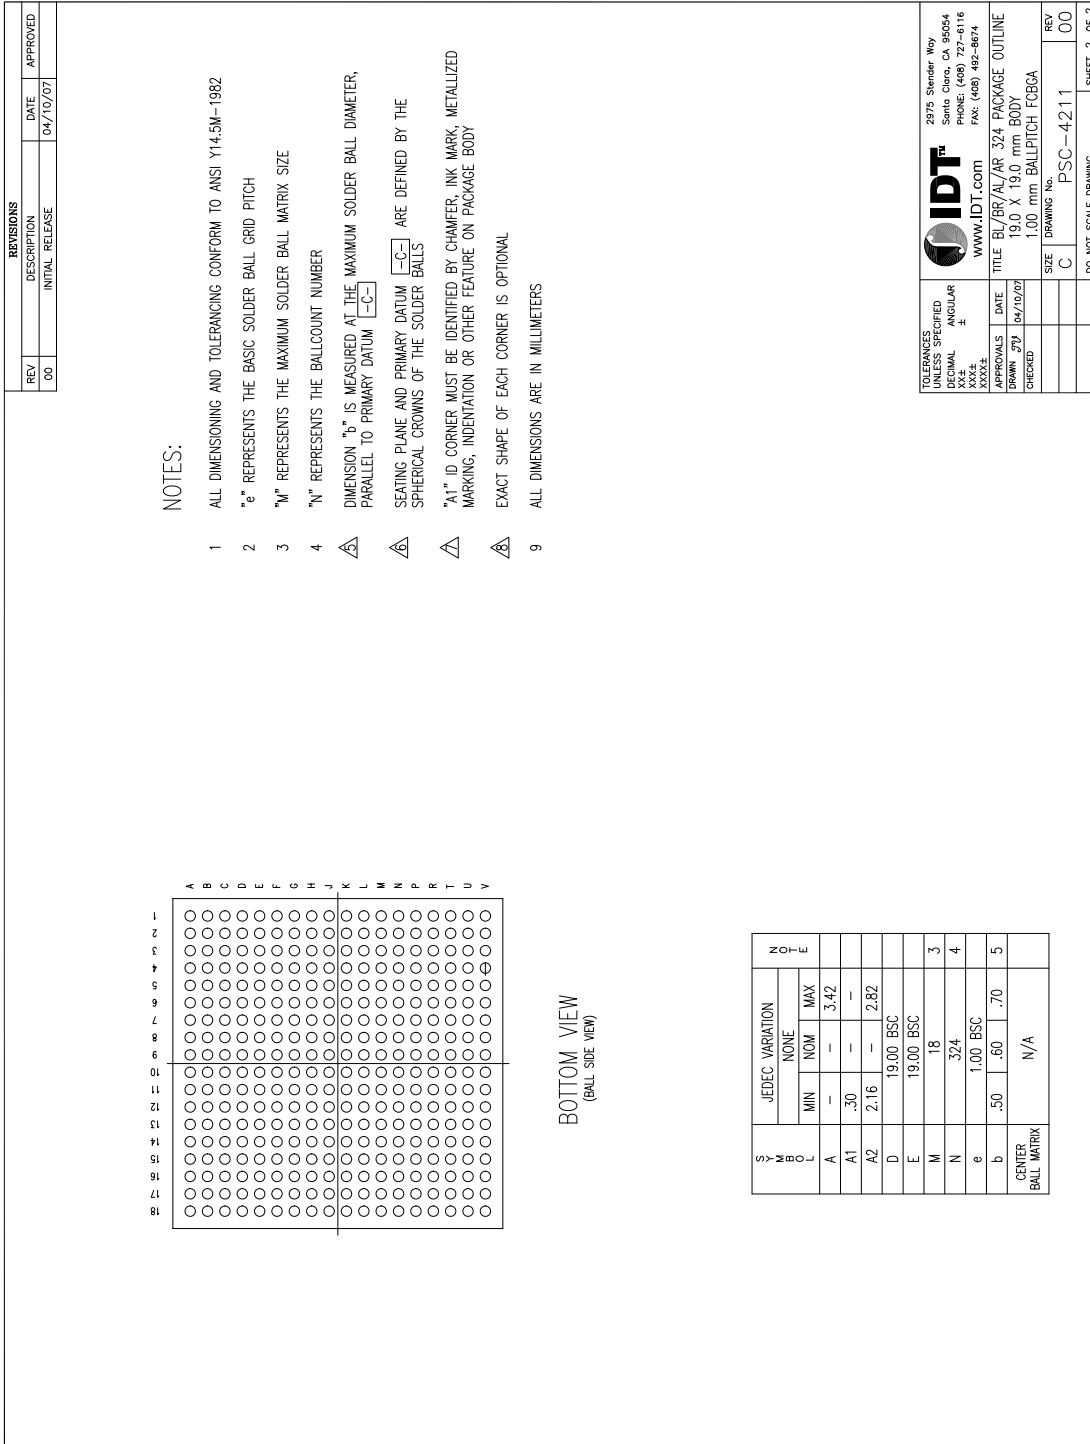 REVISIONS
REV DESCRIPTION DATE APPROVED
00 INITIAL RELEASE 04/10/07
NOTES:
1 ALL DIMENSIONING AND TOLERANCING CONFORM TO ANSI Y14.5M-1982
2 "e" REPRESENTS THE BASIC SOLDER BALL GRID PITCH
3 "M" REPRESENTS THE MAXIMUM SOLDER BALL MATRIX SIZE
4 "N" REPRESENTS THE BALLCOUNT NUMBER
5 DIMENSION "b" IS MEASURED AT THE MAXIMUM SOLDER BALL DIAMETER,
PARALLEL TO PRIMARY DATUM -C-
6 SEATING PLANE AND PRIMARY DATUM -C- ARE DEFINED BY THE
SPHERICAL CROWNS OF THE SOLDER BALLS
7 "A1" ID CORNER MUST BE IDENTIFIED BY CHAMFER, INK MARK, METALLIZED
MARKING, INDENTATION OR OTHER FEATURE ON PACKAGE BODY
8 EXACT SHAPE OF EACH CORNER IS OPTIONAL
9 ALL DIMENSIONS ARE IN MILLIMETERS
18 17 16 15 14 13 12 11 10 9 8 7 6 5 4 3 2 1
A
B
C
D
E
F
G
H
J
K
L
M
N
P
R
T
U
V
BOTTOM VIEW
(BALL SIDE VIEW)
SYMBOL JEDEC VARIATION NOTE
NONE
MIN NOM MAX
A - - 3.42
A1 .30 - -
A2 2.16 - 2.82
D 19.00 BSC
E 19.00 BSC
M 18 3
N 324 4
e 1.00 BSC
b .50 .60 .70 5
CENTER
BALL MATRIX N/A
TOLERANCES
UNLESS SPECIFIED
DECIMAL ANGULAR
XX± ±
XXX±
XXXX±
APPROVALS DATE
DRAWN 04/10/07
CHECKED
IDT™
www.IDT.com
2975 Stender Way
Santa Clara, CA 95054
PHONE: (408) 727-6116
FAX: (408) 492-8674
TITLE BL/BR/AL/AR 324 PACKAGE OUTLINE
19.0 X 19.0 mm BODY
1.00 mm BALLPITCH FCBGA
SIZE DRAWING No. REV
C PSC-4211 00
DO NOT SCALE DRAWING SHEET 2 OF 2